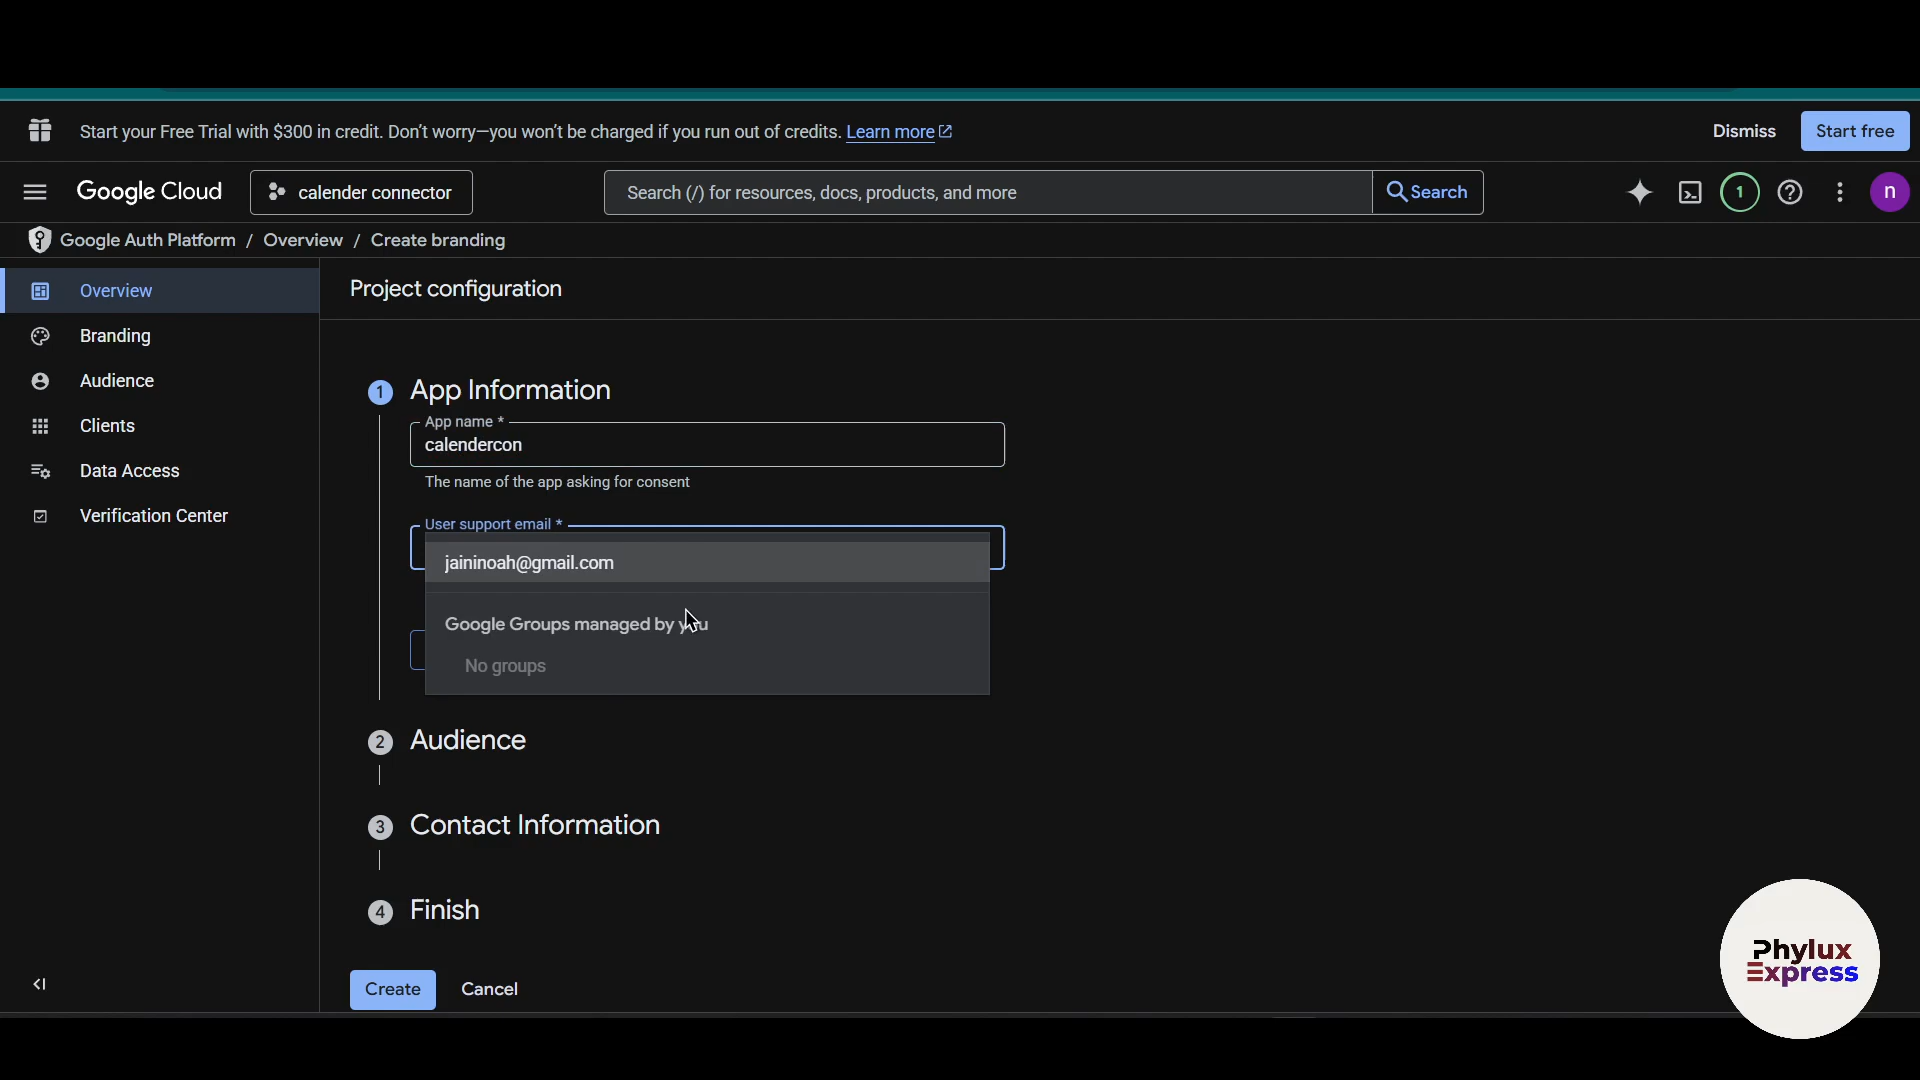 Start your Free Trial with $300 in credit. Don't worry—you won't be charged if you run out of credits. Learn more
Dismiss
Start free
Google Cloud
calender connector
Search (/) for resources, docs, products, and more
Search
1
n
Google Auth Platform / Overview / Create branding
Overview
Branding
Audience
Clients
Data Access
Verification Center
Project configuration
1 App Information
App name *
calendercon
The name of the app asking for consent
User support email *
jaininoah@gmail.com
Google Groups managed by you
No groups
2 Audience
3 Contact Information
4 Finish
Create
Cancel
Phylux
Express